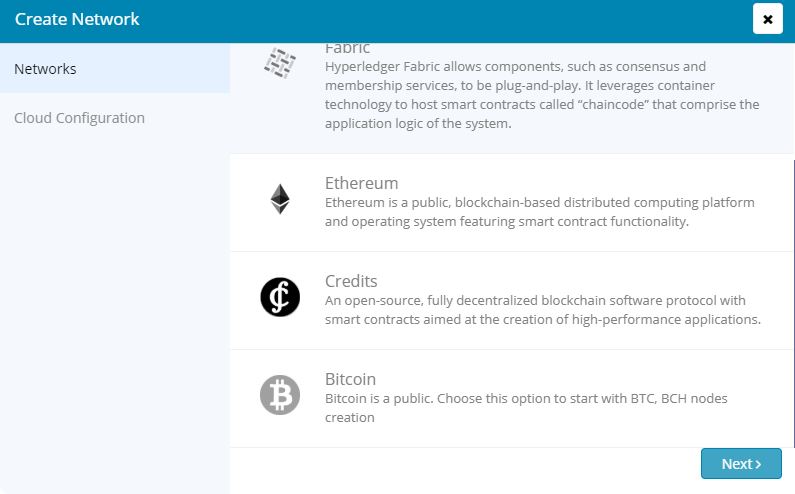 Create Network
Networks
Cloud Configuration
Fabric
Hyperledger Fabric allows components, such as consensus and
membership services, to be plug-and-play. It leverages container
technology to host smart contracts called “chaincode” that comprise the
application logic of the system.
Ethereum
Ethereum is a public, blockchain-based distributed computing platform
and operating system featuring smart contract functionality.
Credits
An open-source, fully decentralized blockchain software protocol with
smart contracts aimed at the creation of high-performance applications.
Bitcoin
Bitcoin is a public. Choose this option to start with BTC, BCH nodes
creation
Next